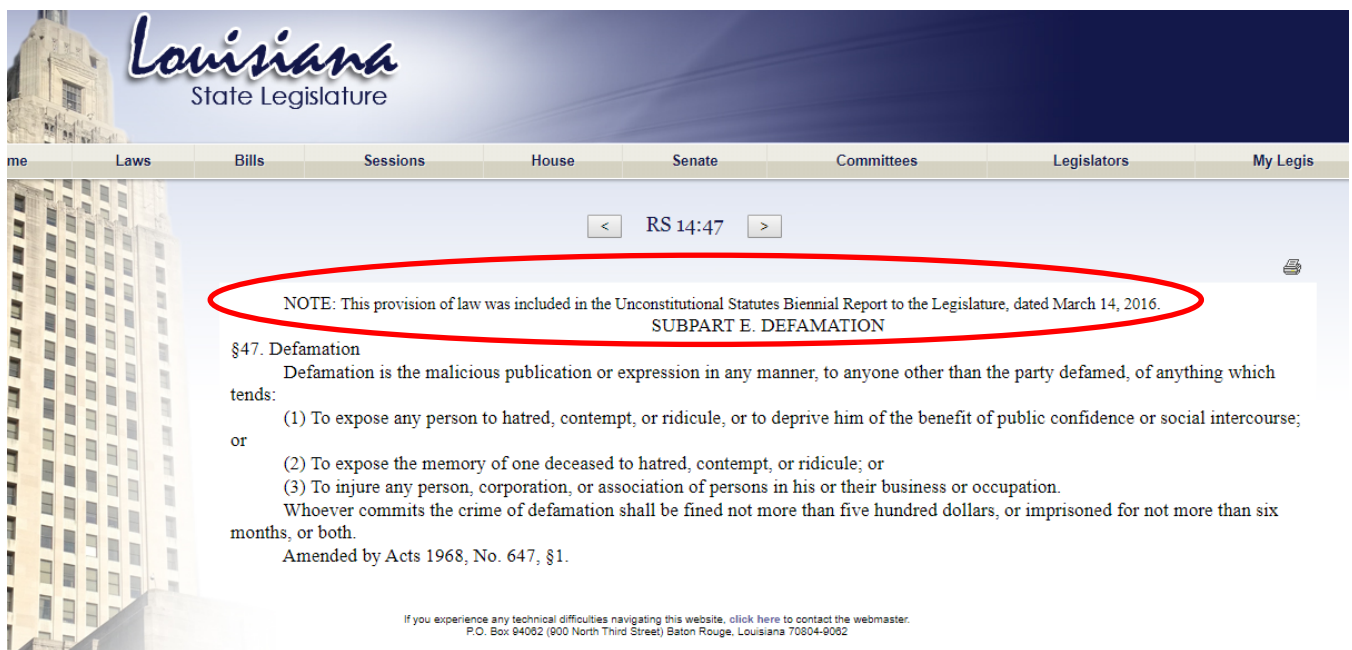 Louisiana
State Legislature
me Laws Bills Sessions House Senate Committees Legislators My Legis
< RS 14:47 >
NOTE: This provision of law was included in the Unconstitutional Statutes Biennial Report to the Legislature, dated March 14, 2016.
SUBPART E. DEFAMATION
§47. Defamation
Defamation is the malicious publication or expression in any manner, to anyone other than the party defamed, of anything which
tends:
(1) To expose any person to hatred, contempt, or ridicule, or to deprive him of the benefit of public confidence or social intercourse;
or
(2) To expose the memory of one deceased to hatred, contempt, or ridicule; or
(3) To injure any person, corporation, or association of persons in his or their business or occupation.
Whoever commits the crime of defamation shall be fined not more than five hundred dollars, or imprisoned for not more than six
months, or both.
Amended by Acts 1968, No. 647, §1.
If you experience any technical difficulties navigating this website, click here to contact the webmaster.
P.O. Box 94062 (900 North Third Street) Baton Rouge, Louisiana 70804-9062